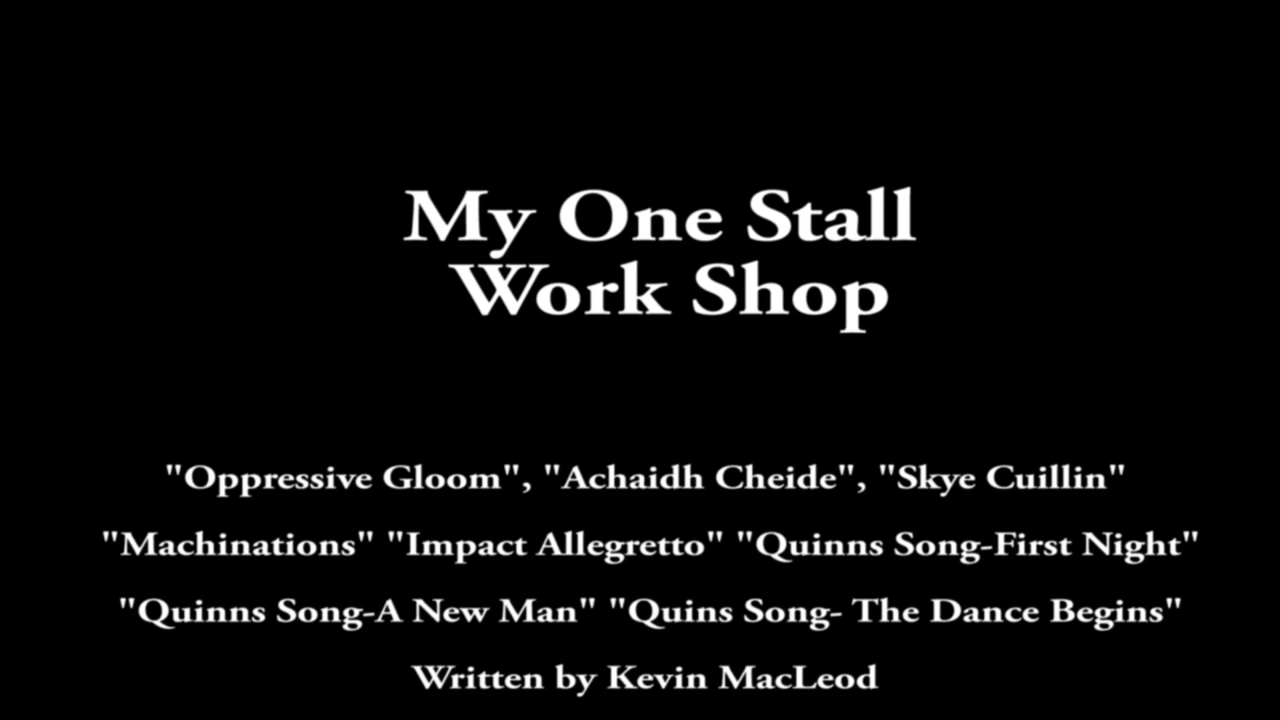 My One Stall
Work Shop
"Oppressive Gloom", "Achaidh Cheide", "Skye Cuillin"
"Machinations" "Impact Allegretto" "Quinns Song-First Night"
"Quinns Song-A New Man" "Quins Song- The Dance Begins"
Written by Kevin MacLeod